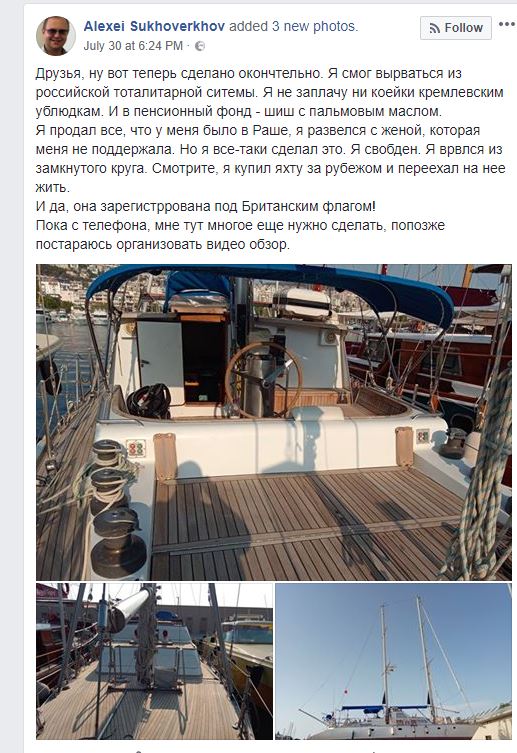 Alexei Sukhoverkhov added 3 new photos.
Follow
July 30 at 6:24 PM ·
Друзья, ну вот теперь сделано окончтельно. Я смог вырваться из
российской тоталитарной ситемы. Я не заплачу ни коейки кремлевским
ублюдкам. И в пенсионный фонд - шиш с пальмовым маслом.
Я продал все, что у меня было в Раше, я развелся с женой, которая
меня не поддержала. Но я все-таки сделал это. Я свобден. Я врвлся из
замкнутого круга. Смотрите, я купил яхту за рубежом и переехал на нее
жить.
И да, она зарегистррована под Британским флагом!
Пока с телефона, мне тут многое еще нужно сделать, попозже
постараюсь организовать видео обзор.